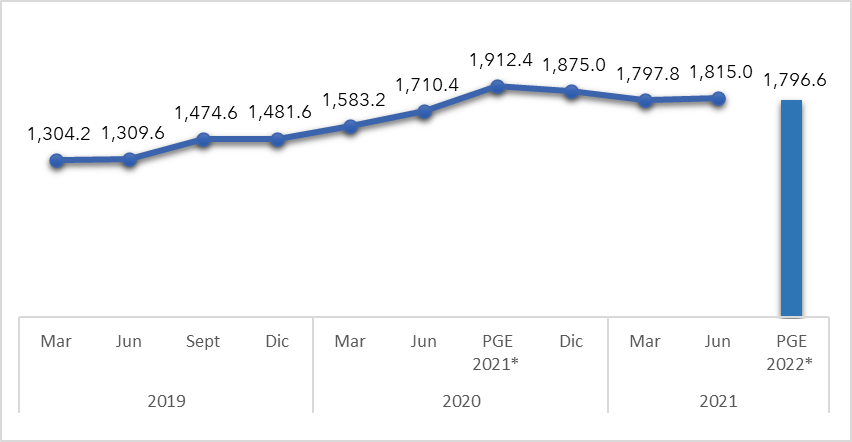 1,304.2
1,309.6
1,474.6
1,481.6
1,583.2
1,710.4
1,912.4
1,875.0
1,797.8
1,815.0
1,796.6
Mar
Jun
Sept
Dic
Mar
Jun
PGE
2021*
Dic
Mar
Jun
PGE
2022*
2019
2020
2021